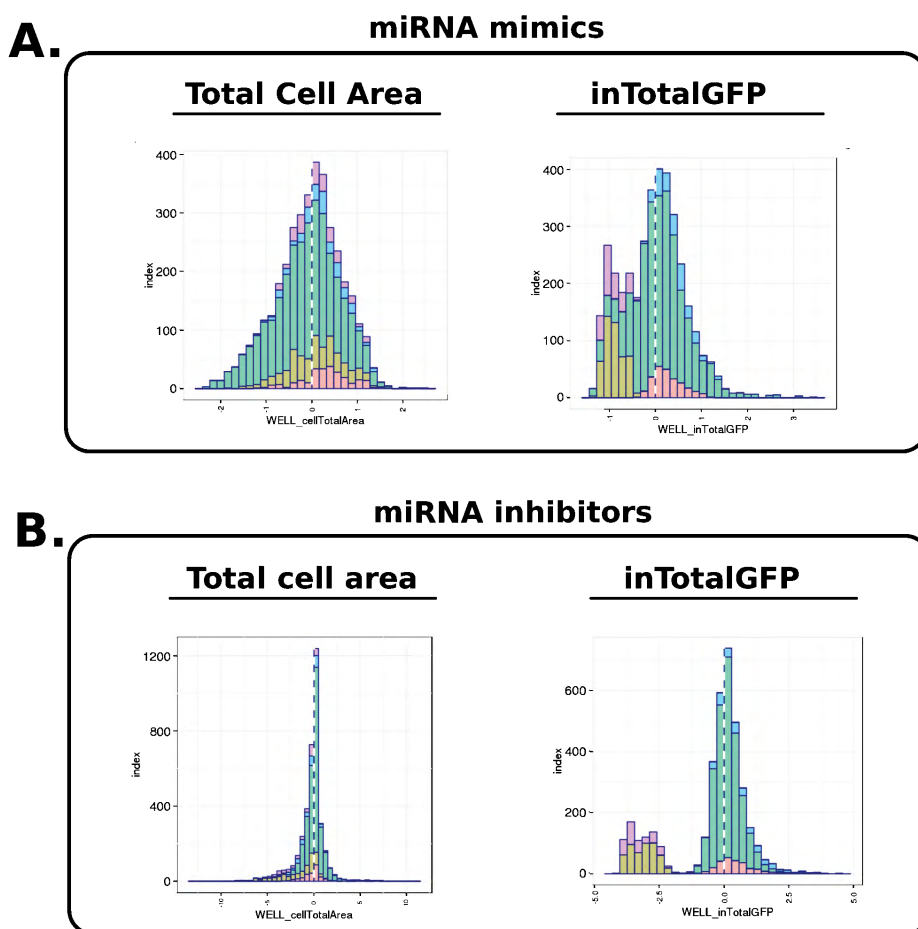 A.
miRNA mimics
Total Cell Area
inTotalGFP
400
300
200
100
0
index
-2
-1
0
1
2
WELL_cellTotalArea
400
300
200
100
0
index
-1
0
1
2
3
WELL_inTotalGFP
B.
miRNA inhibitors
Total cell area
inTotalGFP
1200
800
400
0
index
-10
-5
0
5
10
WELL_cellTotalArea
600
400
200
0
index
-5.0
-2.5
0.0
2.5
5.0
WELL_inTotalGFP